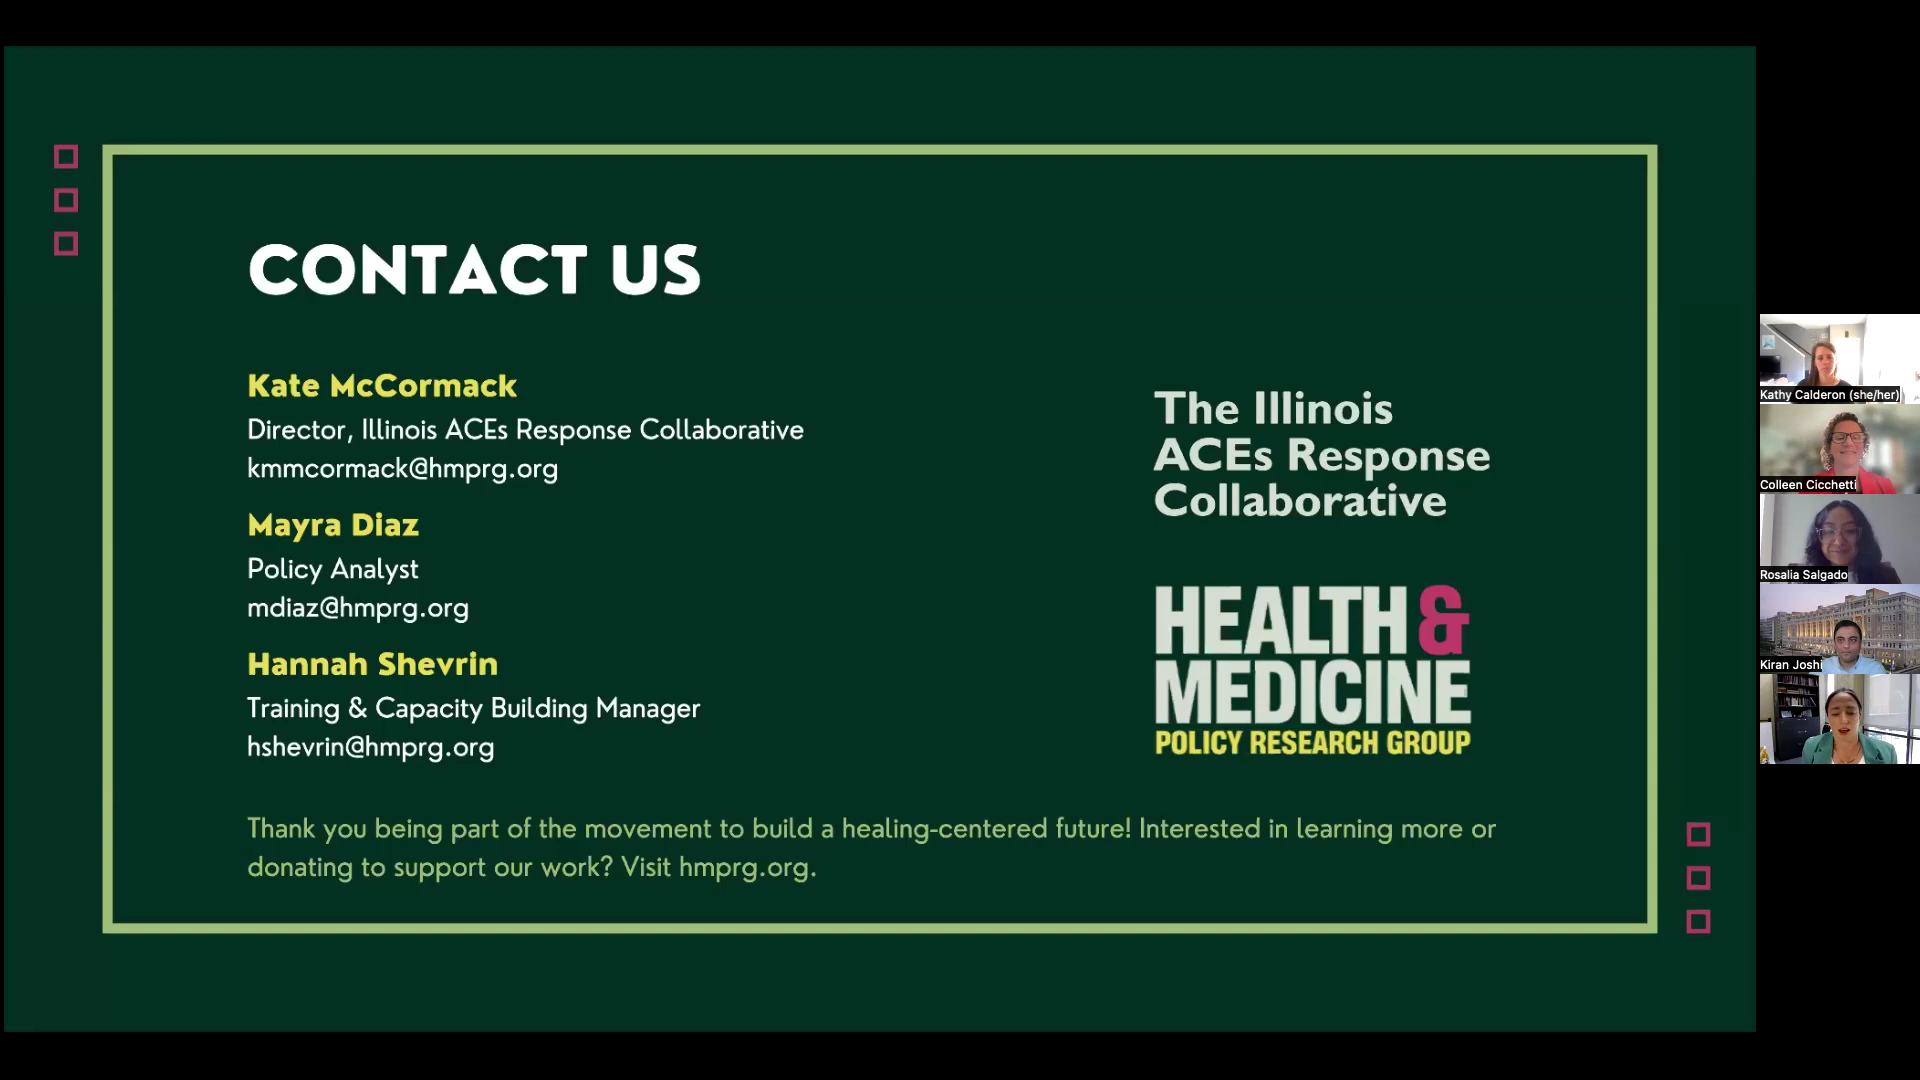 CONTACT US
Kate McCormack
Director, Illinois ACEs Response Collaborative
kmmcormack@hmprg.org
Mayra Diaz
Policy Analyst
mdiaz@hmprg.org
Hannah Shevrin
Training & Capacity Building Manager
hshevrin@hmprg.org
Thank you being part of the movement to build a healing-centered future! Interested in learning more or
donating to support our work? Visit hmprg.org.
The Illinois
ACEs Response
Collaborative
HEALTH &
MEDICINE
POLICY RESEARCH GROUP
Kathy Calderon (she/her)
Colleen Cicchetti
Rosalia Salgado
Kiran Joshi